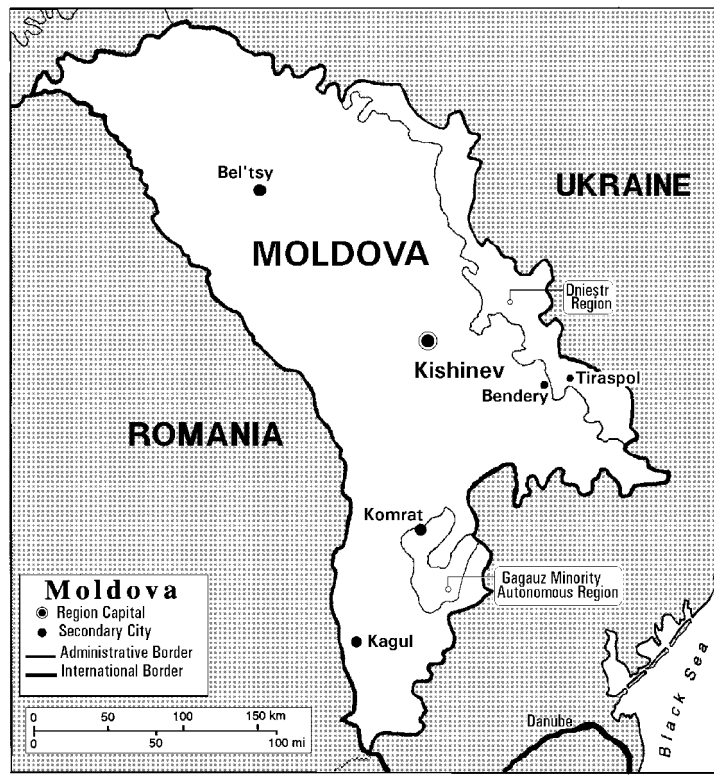 Bel'tsy
UKRAINE
MOLDOVA
Dniestr
Region
Kishinev
Tiraspol
Bendery
ROMANIA
Komrat
Gagauz Minority
Autonomous Region
Moldova
Region Capital
Secondary City
Administrative Border
International Border
Kagul
0 50 100 150 km
0 50 100 mi
Danube
Black Sea